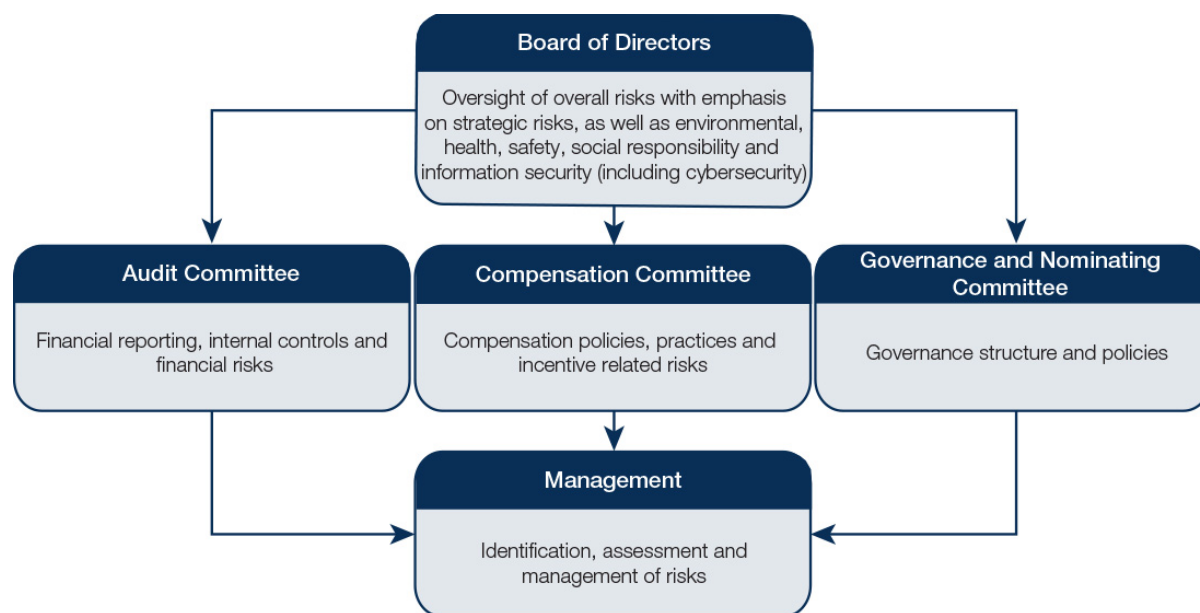 Board of Directors
Oversight of overall risks with emphasis
on strategic risks, as well as environmental,
health, safety, social responsibility and
information security (including cybersecurity)
Audit Committee
Financial reporting, internal controls and
financial risks
Compensation Committee
Compensation policies, practices and
incentive related risks
Governance and Nominating
Committee
Governance structure and policies
Management
Identification, assessment and
management of risks